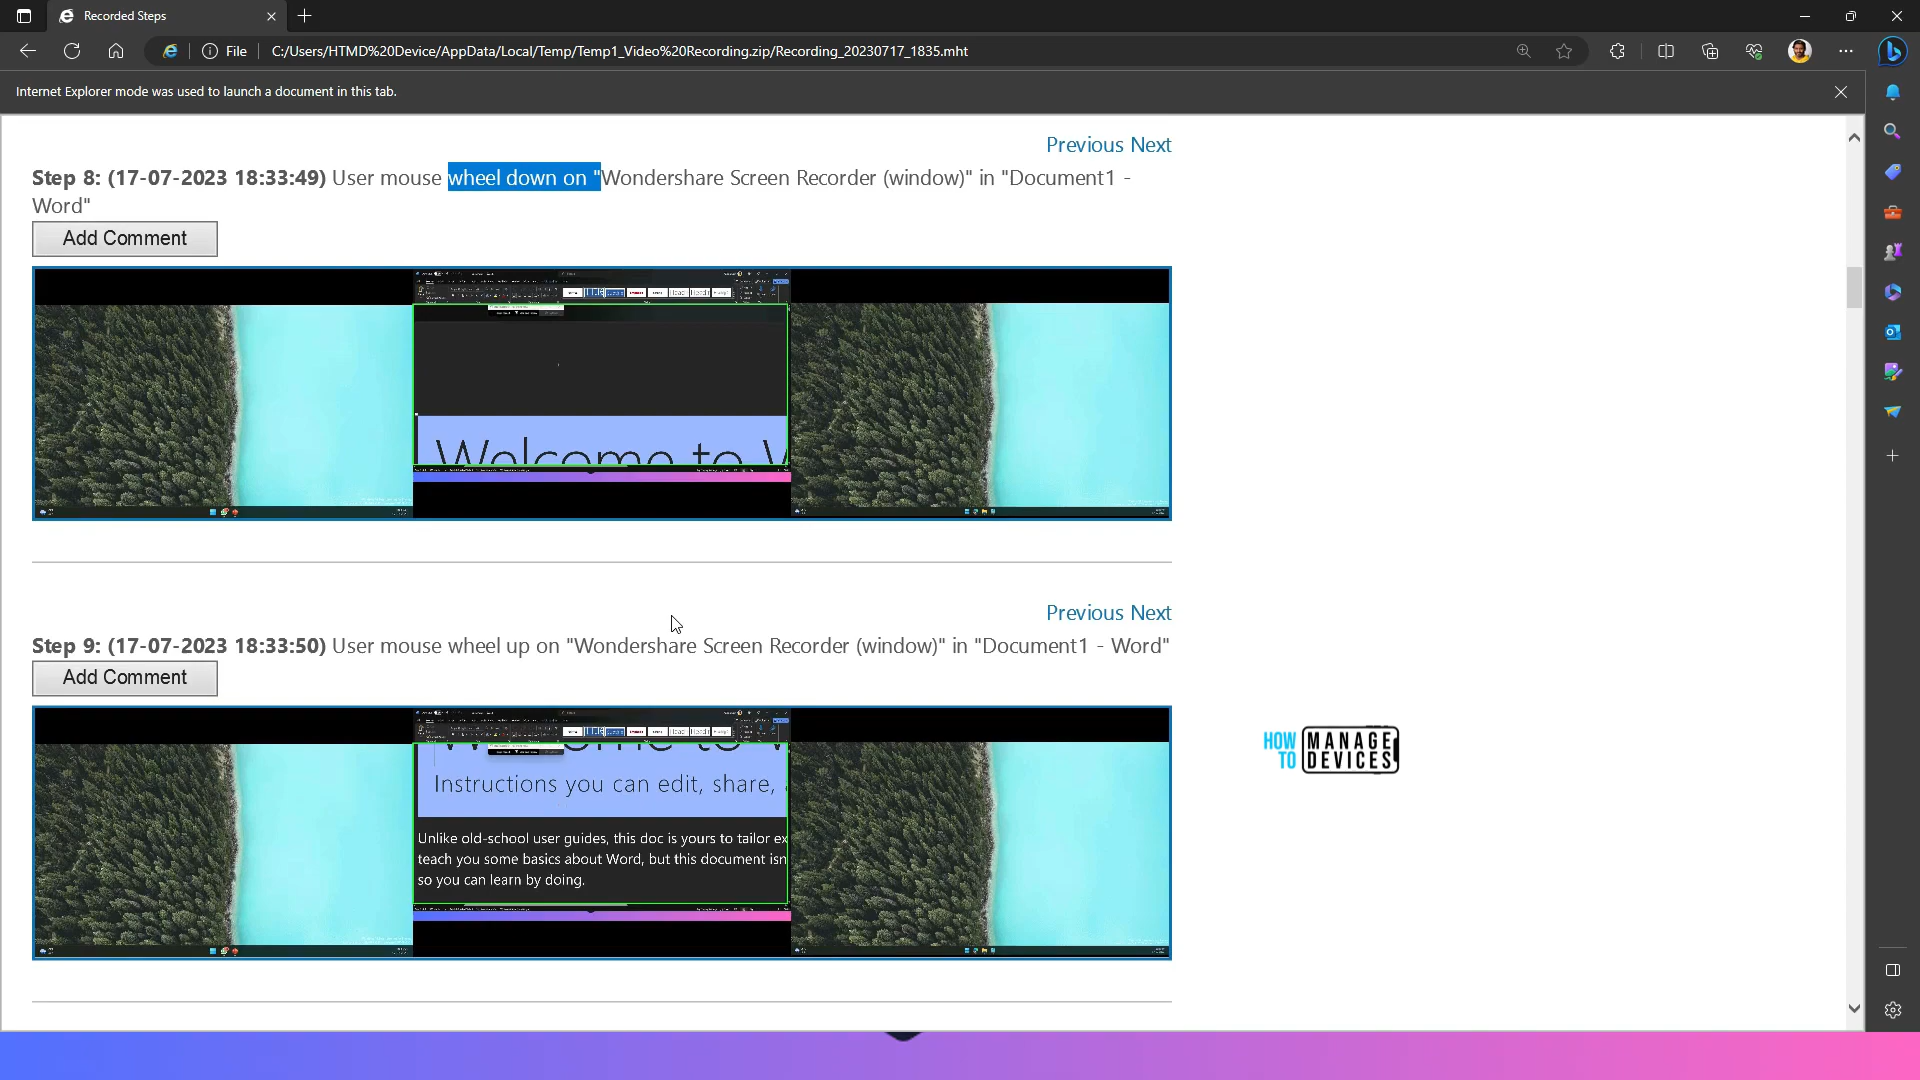 Recorded Steps
File
C:/Users/HTMD%20Device/AppData/Local/Temp/Temp1_Video%20Recording.zip/Recording_20230717_1835.mht
Internet Explorer mode was used to launch a document in this tab.
Previous Next
Step 8: (17-07-2023 18:33:49) User mouse wheel down on "Wondershare Screen Recorder (window)" in "Document1 -
Word"
Add Comment
Welcome to
Previous Next
Step 9: (17-07-2023 18:33:50) User mouse wheel up on "Wondershare Screen Recorder (window)" in "Document1 - Word"
Add Comment
Instructions you can edit, share,
Unlike old-school user guides, this doc is yours to tailor ex
teach you some basics about Word, but this document isn
so you can learn by doing.
HOW TO
MANAGE
DEVICES